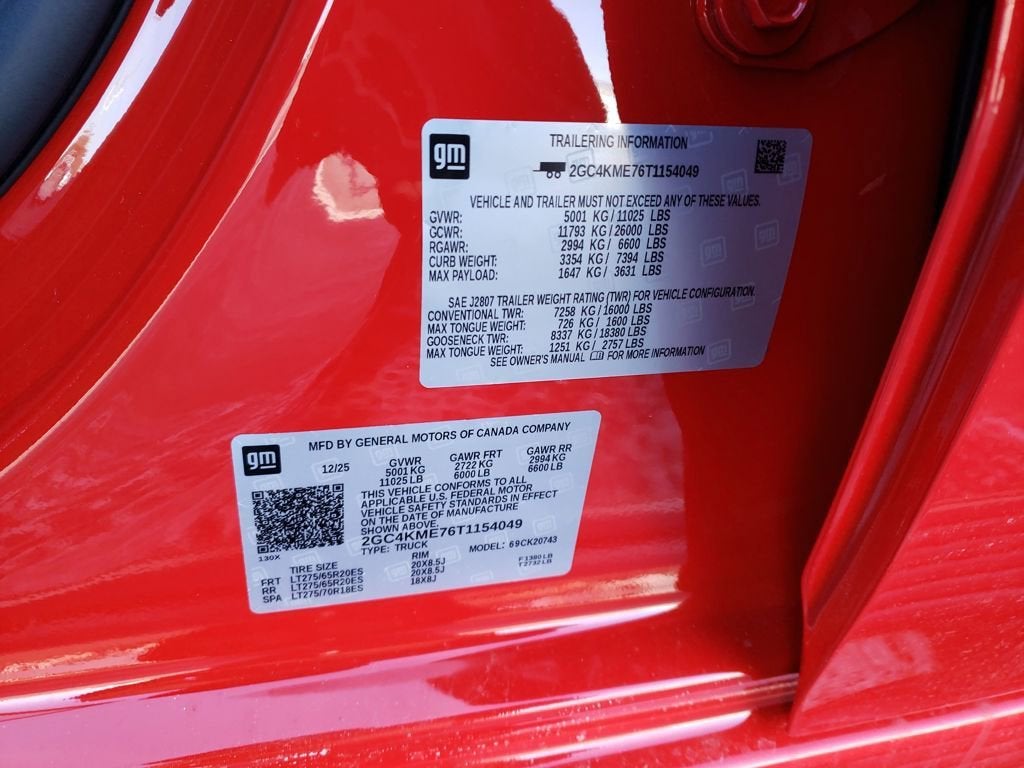 gm
TRAILERING INFORMATION
2GC4KME76T1154049
VEHICLE AND TRAILER MUST NOT EXCEED ANY OF THESE VALUES.
GVWR: 5001 KG / 11025 LBS
GCWR: 11793 KG / 26000 LBS
RGAWR: 2994 KG / 6600 LBS
CURB WEIGHT: 3354 KG / 7394 LBS
MAX PAYLOAD: 1647 KG / 3631 LBS
SAE J2807 TRAILER WEIGHT RATING (TWR) FOR VEHICLE CONFIGURATION.
CONVENTIONAL TWR: 7258 KG / 16000 LBS
MAX TONGUE WEIGHT: 726 KG / 1600 LBS
GOOSENECK TWR: 8337 KG / 18380 LBS
MAX TONGUE WEIGHT: 1251 KG / 2757 LBS
SEE OWNER'S MANUAL FOR MORE INFORMATION
gm
MFD BY GENERAL MOTORS OF CANADA COMPANY
12/25 GVWR GAWR FRT GAWR RR
5001 KG 2722 KG 2994 KG
11025 LB 6000 LB 6600 LB
THIS VEHICLE CONFORMS TO ALL
APPLICABLE U.S. FEDERAL MOTOR
VEHICLE SAFETY STANDARDS IN EFFECT
ON THE DATE OF MANUFACTURE
SHOWN ABOVE.
2GC4KME76T1154049
130X TYPE: TRUCK MODEL: 69CK20743
TIRE SIZE RIM
FRT LT275/65R20ES 20X8.5J F1380LB
RR LT275/65R20ES 20X8.5J T2732LB
SPA LT275/70R18ES 18X8J